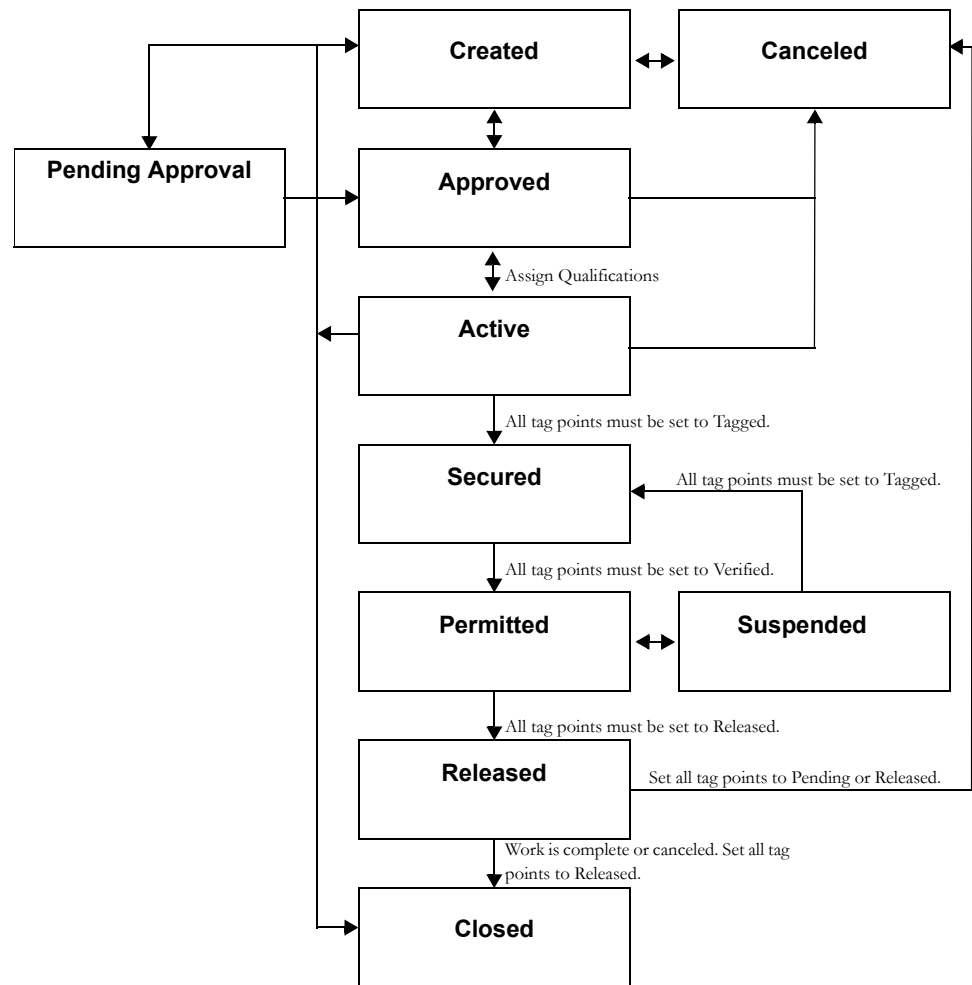 Created
Canceled
Pending Approval
Approved
Assign Qualifications
Active
All tag points must be set to Tagged.
Secured
All tag points must be set to Tagged.
All tag points must be set to Verified.
Permitted
Suspended
All tag points must be set to Released.
Released
Set all tag points to Pending or Released.
Work is complete or canceled. Set all tag
points to Released.
Closed